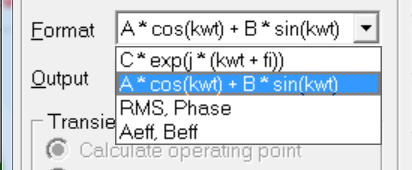 Format A * cos(kwt) + B * sin(kwt)
C * exp(j * (kwt + fi))
Output A * cos(kwt) + B * sin(kwt)
RMS, Phase
Transie Aeff, Beff
Calculate operating point